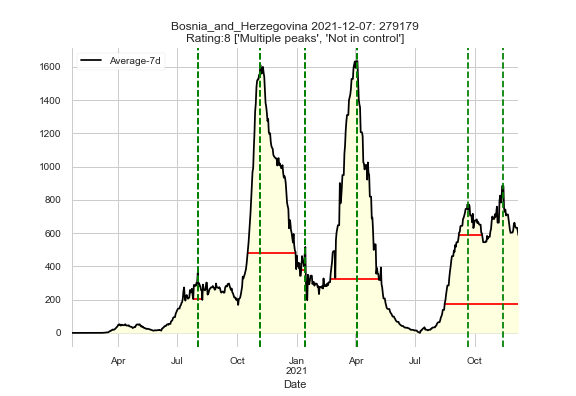 Bosnia_and_Herzegovina 2021-12-07: 279179
Rating:8 ['Multiple peaks', 'Not in control']
Average-7d
1600
1400
1200
1000
800
600
400
200
0
Apr Jul Oct Jan Apr Jul Oct
2021
Date